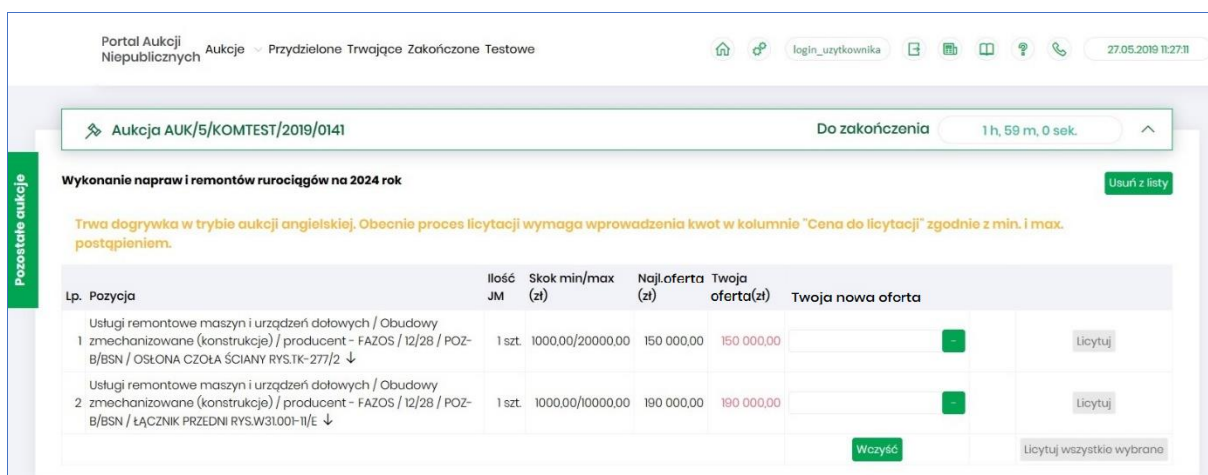 Portal Aukcji
Niepublicznych
Aukcje Przydzielone Trwające Zakończone Testowe
login_uzytkownika
27.05.2019 11:27:11
Aukcja AUK/5/KOMTEST/2019/0141
Do zakończenia
1 h, 59 m, 0 sek.
Pozostałe aukcje
Wykonanie napraw i remontów rurociągów na 2024 rok
Usuń z listy
Trwa dogrywka w trybie aukcji angielskiej. Obecnie proces licytacji wymaga wprowadzenia kwot w kolumnie "Cena do licytacji" zgodnie z min. i max.
postąpieniem.
Lp. Pozycja
Ilość
JM
Skok min/max
(zł)
Najl.oferta
(zł)
Twoja
oferta(zł)
Twoja nowa oferta
Usługi remontowe maszyn i urządzeń dołowych / Obudowy
1 zmechanizowane (konstrukcje) / producent - FAZOS / 12/28 / POZ- 1 szt. 1000,00/20000,00 150 000,00 150 000,00 - Licytuj
B/BSN / OSŁONA CZOŁA ŚCIANY RYS.TK-277/2 ↓
Usługi remontowe maszyn i urządzeń dołowych / Obudowy
2 zmechanizowane (konstrukcje) / producent - FAZOS / 12/28 / POZ- 1 szt. 1000,00/10000,00 190 000,00 190 000,00 - Licytuj
B/BSN / ŁĄCZNIK PRZEDNI RYS.W31.001-11/E ↓
Wczyść
Licytuj wszystkie wybrane